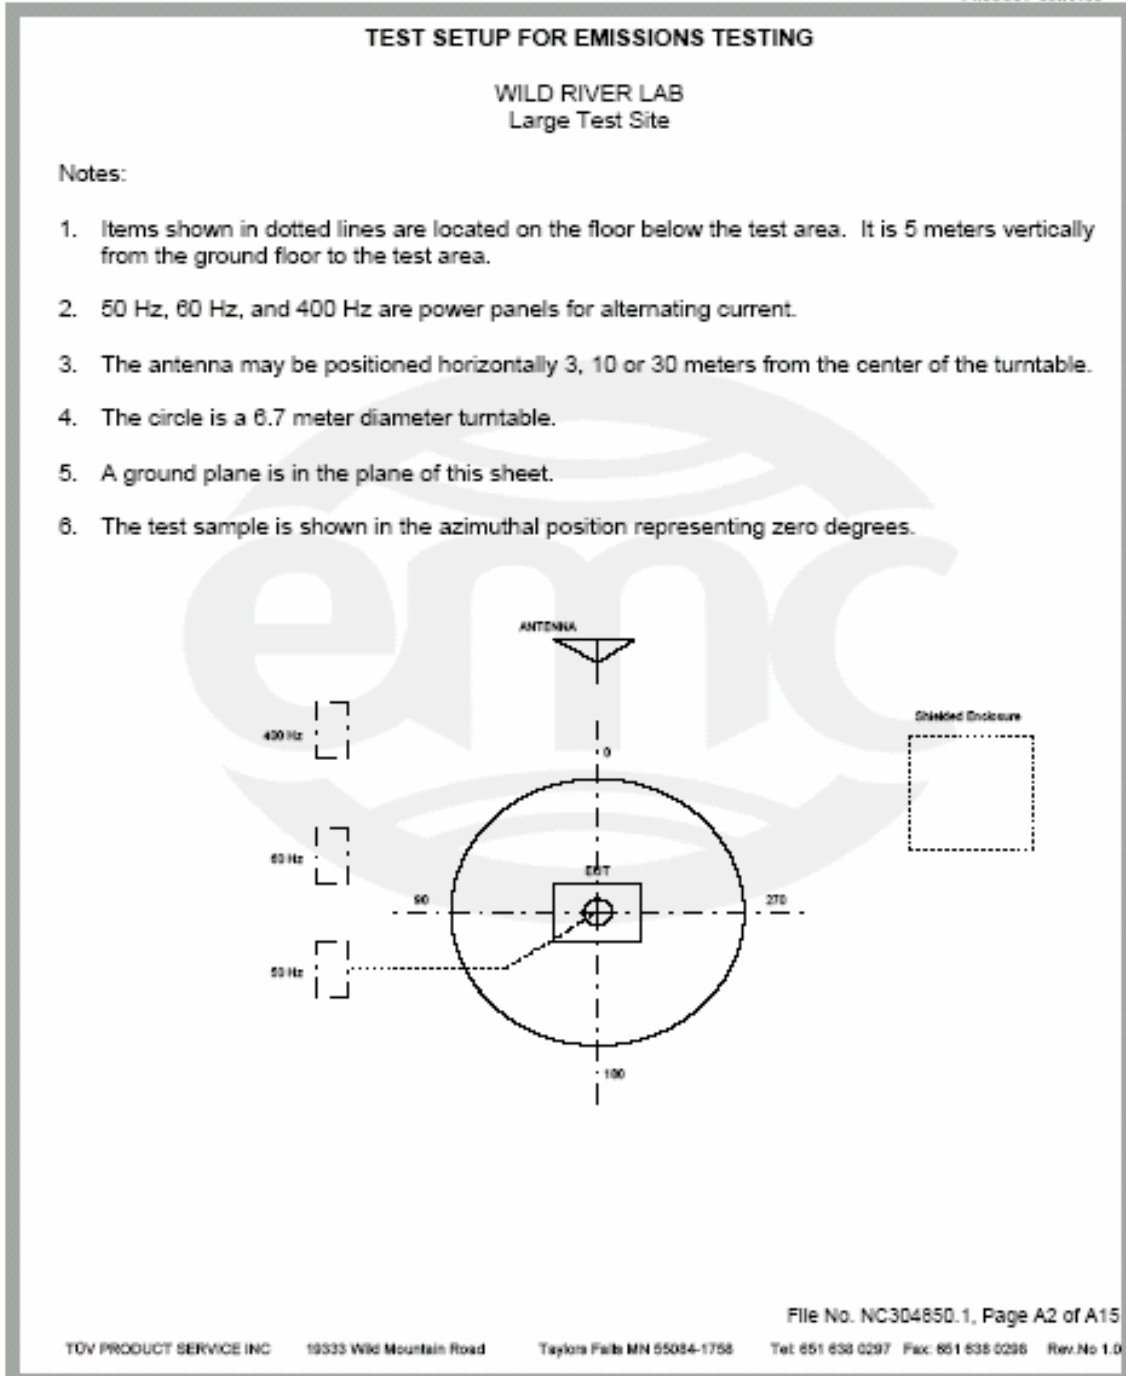 TEST SETUP FOR EMISSIONS TESTING
WILD RIVER LAB
Large Test Site
Notes:
1. Items shown in dotted lines are located on the floor below the test area. It is 5 meters vertically
from the ground floor to the test area.
2. 50 Hz, 60 Hz, and 400 Hz are power panels for alternating current.
3. The antenna may be positioned horizontally 3, 10 or 30 meters from the center of the turntable.
4. The circle is a 6.7 meter diameter turntable.
5. A ground plane is in the plane of this sheet.
6. The test sample is shown in the azimuthal position representing zero degrees.
emc
ANTENNA
400 Hz
Shielded Enclosure
0
60 Hz
EUT
90
270
50 Hz
180
File No. NC304850.1, Page A2 of A15
TÜV PRODUCT SERVICE INC 19333 Wild Mountain Road Taylors Falls MN 55084-1758 Tel: 651 638 0297 Fax: 651 638 0298 Rev.No 1.0